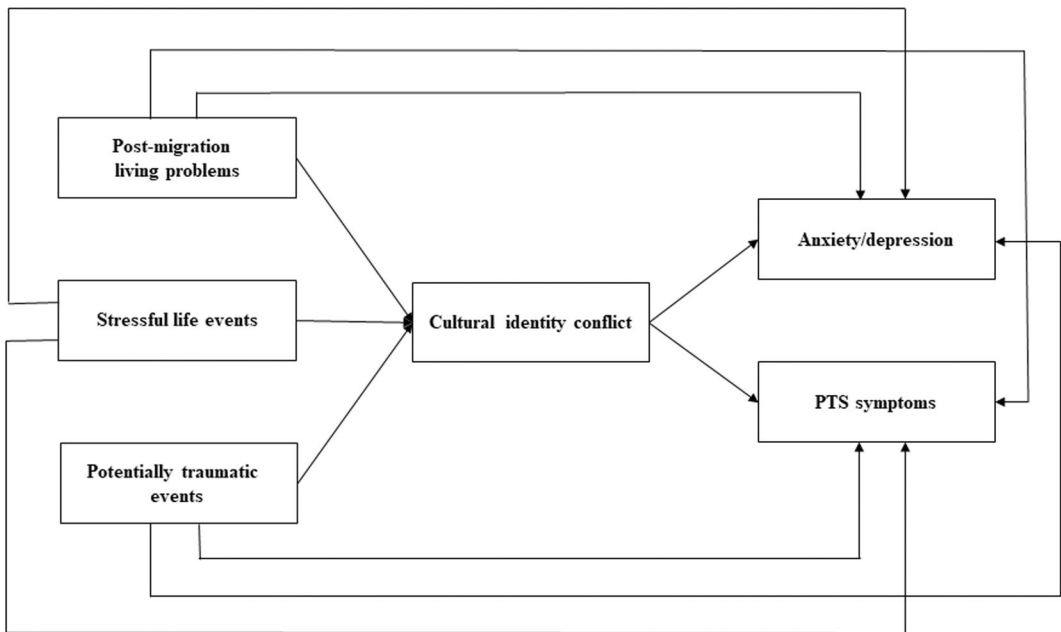 Post-migration
living problems
Stressful life events
Potentially traumatic
events
Cultural identity conflict
Anxiety/depression
PTS symptoms